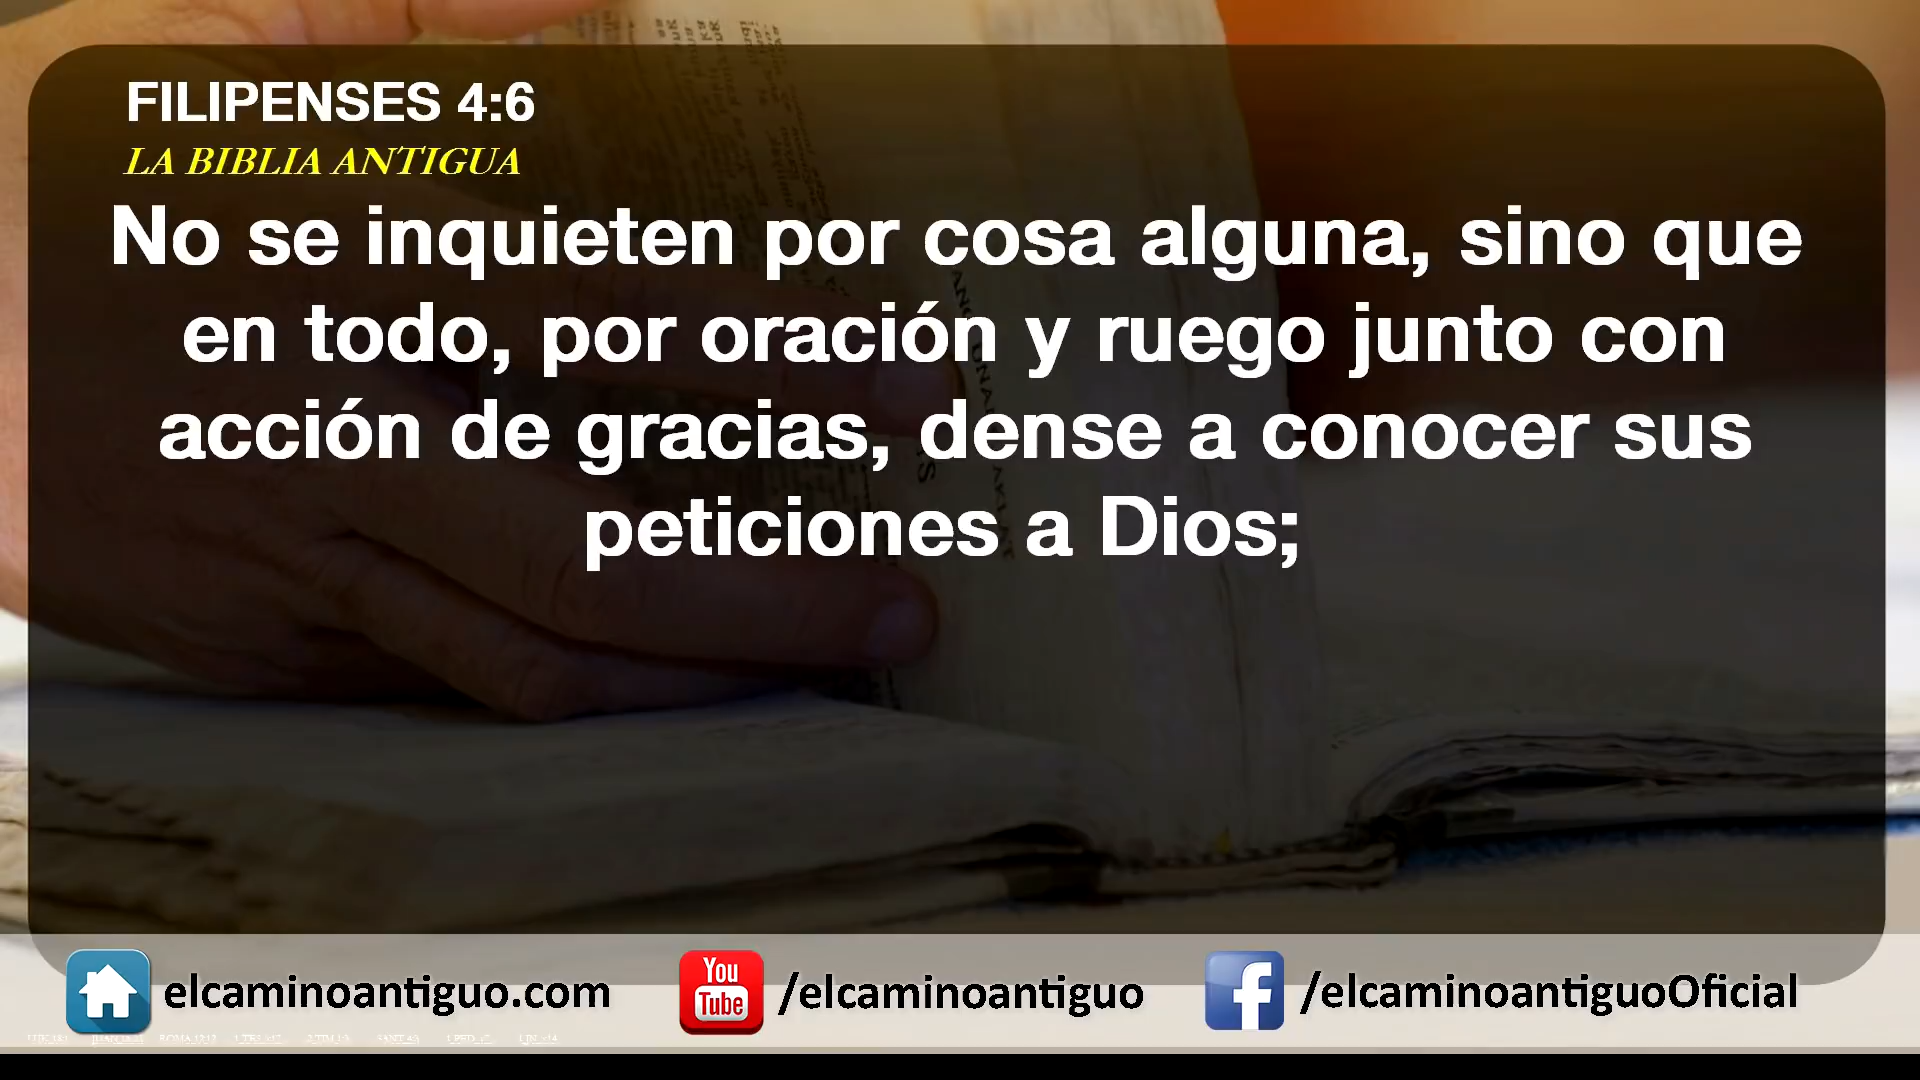 FILIPENSES 4:6
LA BIBLIA ANTIGUA
No se inquieten por cosa alguna, sino que
en todo, por oración y ruego junto con
acción de gracias, dense a conocer sus
peticiones a Dios;
elcaminoantiguo.com
You
Tube
/elcaminoantiguo
f
/elcaminoantiguoOficial